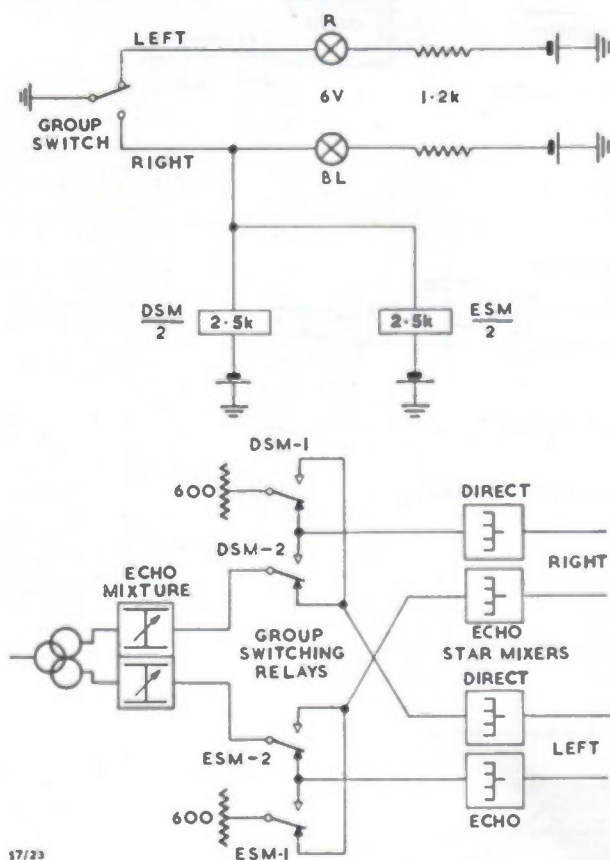 R
LEFT
6V 1·2k
GROUP
SWITCH
RIGHT
BL
DSM
2
2·5k
ESM
2
2·5k
DSM-1
600
DIRECT
DSM-2
RIGHT
ECHO
MIXTURE
GROUP
SWITCHING
RELAYS
ECHO
STAR MIXERS
DIRECT
LEFT
ESM-2
ECHO
600
ESM-1
57/23